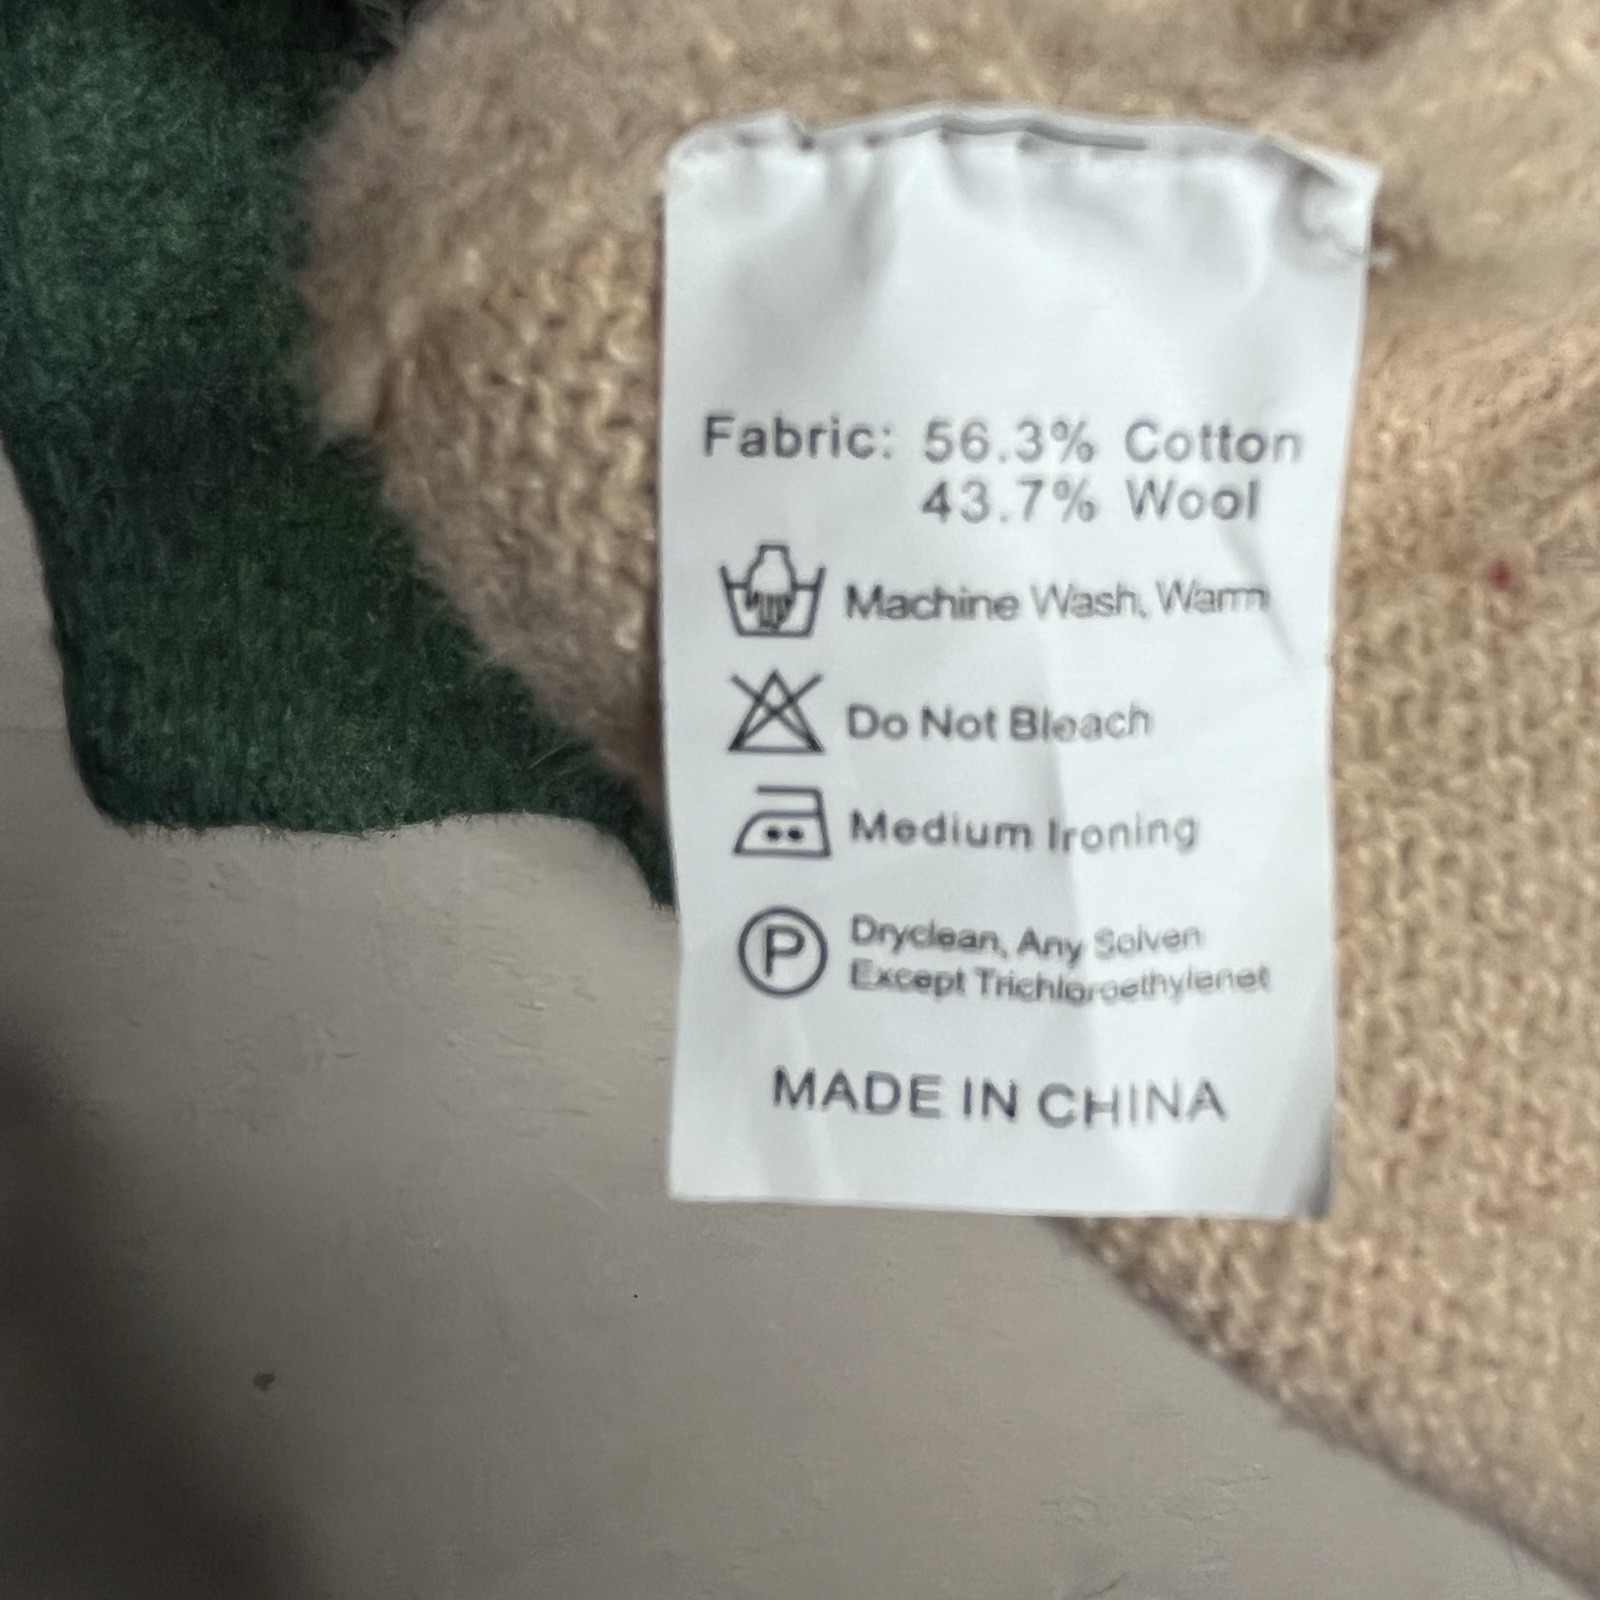 Fabric: 56.3% Cotton
43.7% Wool
Machine Wash, Warm
Do Not Bleach
Medium Ironing
P
Dryclean, Any Solven
Except Trichloroethylenet
MADE IN CHINA